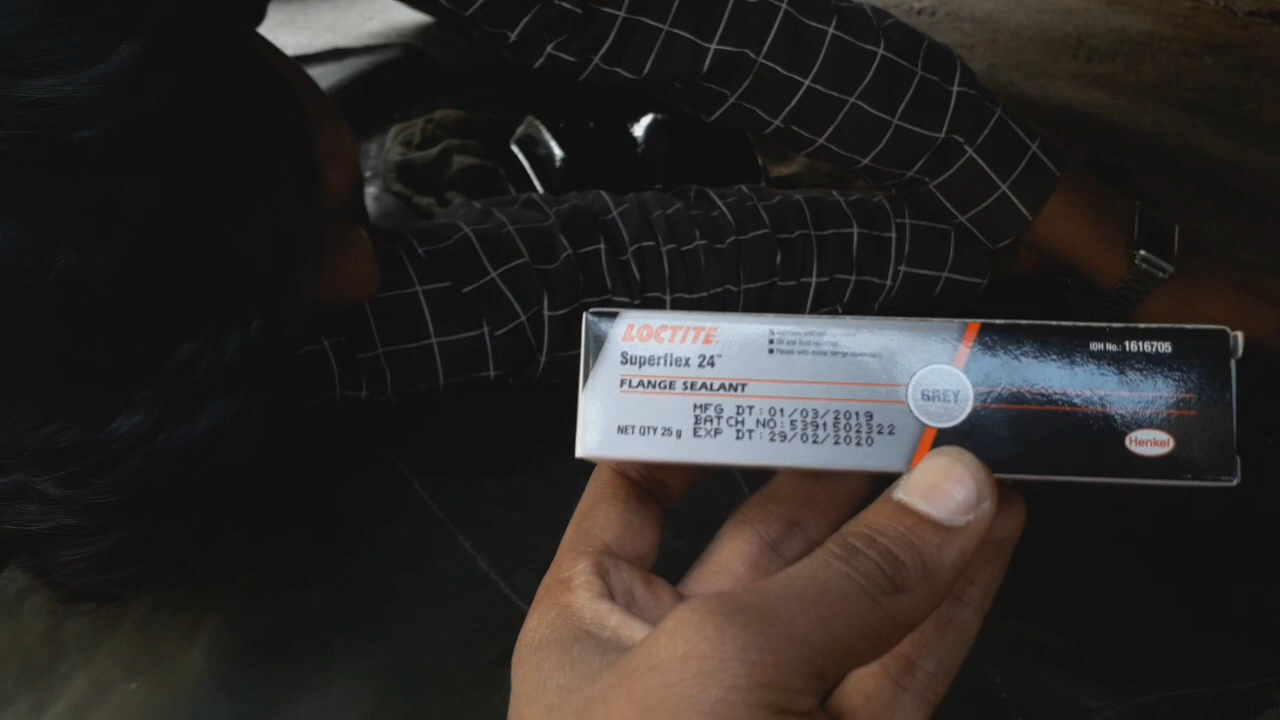 LOCTITE
Superflex 24™
FLANGE SEALANT
MFG DT:01/03/2019
BATCH NO:5391502322
NET QTY 25 g
EXP DT:29/02/2020
GREY
IDH No.: 1616705
Henkel